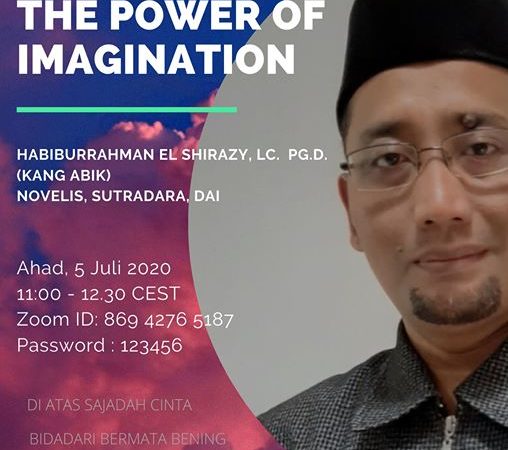 THE POWER OF
IMAGINATION
HABIBURRAHMAN EL SHIRAZY, LC. PG.D.
(KANG ABIK)
NOVELIS, SUTRADARA, DAI
Ahad, 5 Juli 2020
11:00 - 12.30 CEST
Zoom ID: 869 4276 5187
Password : 123456
DI ATAS SAJADAH CINTA
BIDADARI BERMATA BENING